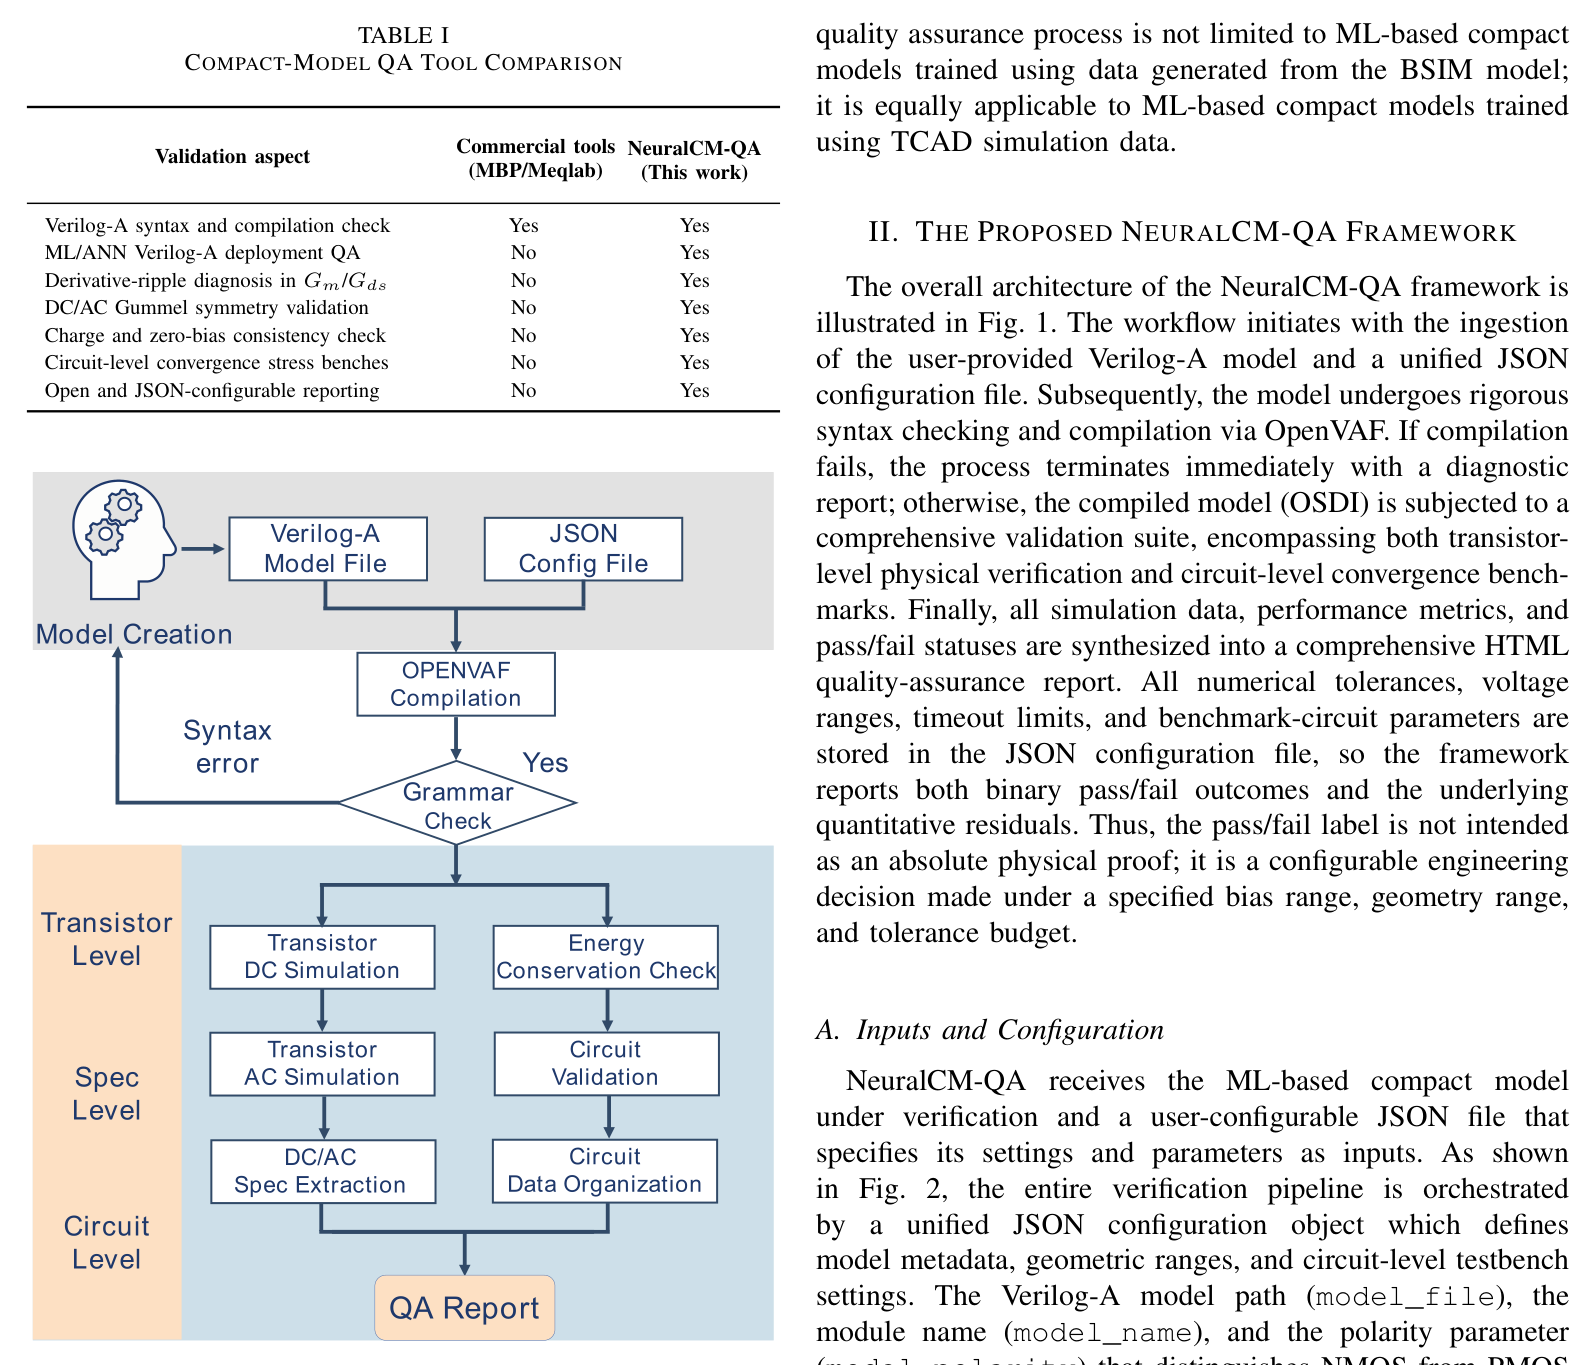 TABLE I
COMPACT-MODEL QA TOOL COMPARISON
Validation aspect Commercial tools (MBP/Meqlab) NeuralCM-QA (This work)
Verilog-A syntax and compilation check Yes Yes
ML/ANN Verilog-A deployment QA No Yes
Derivative-ripple diagnosis in Gm/Gds No Yes
DC/AC Gummel symmetry validation No Yes
Charge and zero-bias consistency check No Yes
Circuit-level convergence stress benches No Yes
Open and JSON-configurable reporting No Yes
Verilog-A
Model File
JSON
Config File
Model Creation
OPENVAF
Compilation
Syntax
error
Yes
Grammar
Check
Transistor
Level
Transistor
DC Simulation
Energy
Conservation Check
Spec
Level
Transistor
AC Simulation
Circuit
Validation
DC/AC
Spec Extraction
Circuit
Data Organization
Circuit
Level
QA Report
quality assurance process is not limited to ML-based compact
models trained using data generated from the BSIM model;
it is equally applicable to ML-based compact models trained
using TCAD simulation data.
II. THE PROPOSED NEURALCM-QA FRAMEWORK
The overall architecture of the NeuralCM-QA framework is
illustrated in Fig. 1. The workflow initiates with the ingestion
of the user-provided Verilog-A model and a unified JSON
configuration file. Subsequently, the model undergoes rigorous
syntax checking and compilation via OpenVAF. If compilation
fails, the process terminates immediately with a diagnostic
report; otherwise, the compiled model (OSDI) is subjected to a
comprehensive validation suite, encompassing both transistor-
level physical verification and circuit-level convergence bench-
marks. Finally, all simulation data, performance metrics, and
pass/fail statuses are synthesized into a comprehensive HTML
quality-assurance report. All numerical tolerances, voltage
ranges, timeout limits, and benchmark-circuit parameters are
stored in the JSON configuration file, so the framework
reports both binary pass/fail outcomes and the underlying
quantitative residuals. Thus, the pass/fail label is not intended
as an absolute physical proof; it is a configurable engineering
decision made under a specified bias range, geometry range,
and tolerance budget.
A. Inputs and Configuration
NeuralCM-QA receives the ML-based compact model
under verification and a user-configurable JSON file that
specifies its settings and parameters as inputs. As shown
in Fig. 2, the entire verification pipeline is orchestrated
by a unified JSON configuration object which defines
model metadata, geometric ranges, and circuit-level testbench
settings. The Verilog-A model path (model_file), the
module name (model_name), and the polarity parameter
(model_polarity) that distinguishes NMOS from PMOS